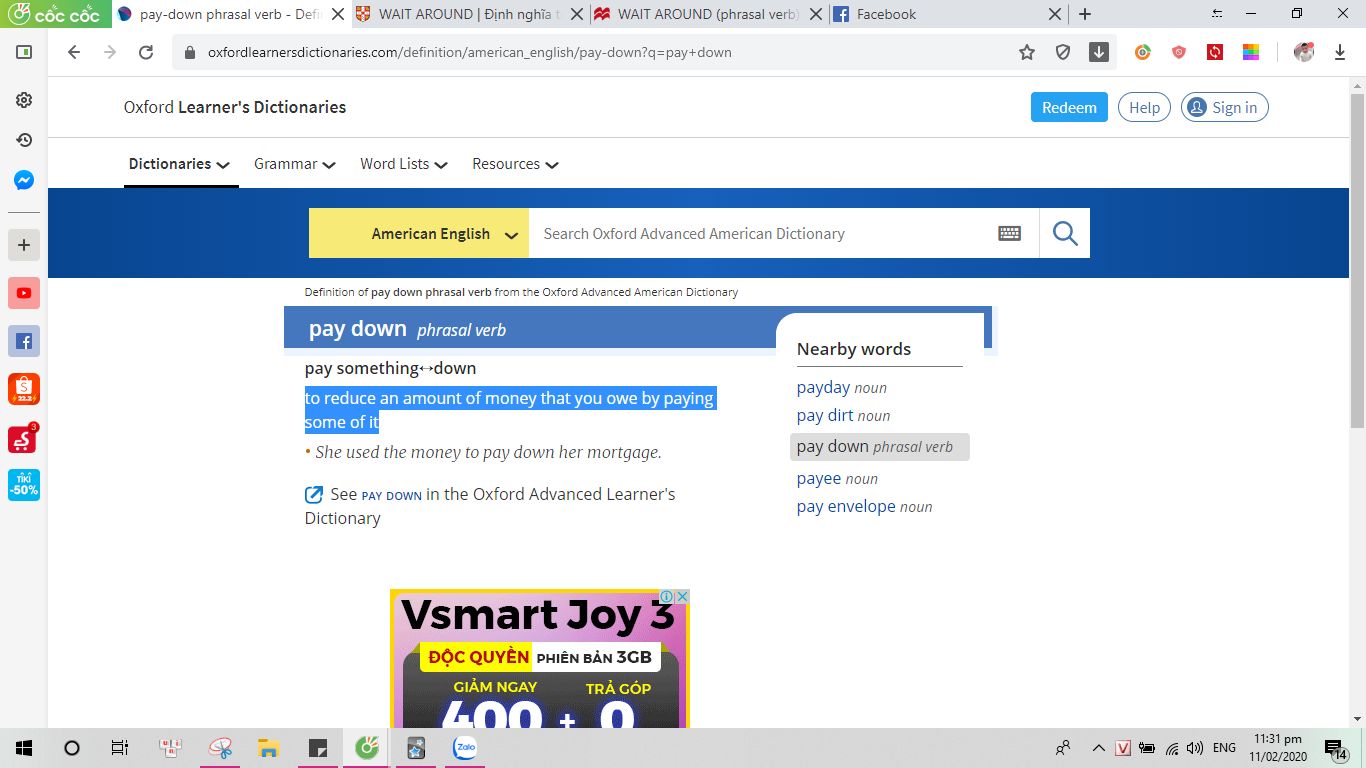 cốc cốc
pay-down phrasal verb - Defi
WAIT AROUND | Định nghĩa t
WAIT AROUND (phrasal verb)
Facebook
oxfordlearnersdictionaries.com/definition/american_english/pay-down?q=pay+down
Oxford Learner's Dictionaries
Redeem
Help
Sign in
Dictionaries
Grammar
Word Lists
Resources
American English
Search Oxford Advanced American Dictionary
Definition of pay down phrasal verb from the Oxford Advanced American Dictionary
pay down phrasal verb
pay something↔down
to reduce an amount of money that you owe by paying
some of it
• She used the money to pay down her mortgage.
See PAY DOWN in the Oxford Advanced Learner's
Dictionary
Nearby words
payday noun
pay dirt noun
pay down phrasal verb
payee noun
pay envelope noun
2.2
3
TIKI
-50%
Vsmart Joy 3
ĐỘC QUYỀN PHIÊN BẢN 3GB
GIẢM NGAY
TRẢ GÓP
400 + 0
Zalo
V
ENG
11:31 pm
11/02/2020
14